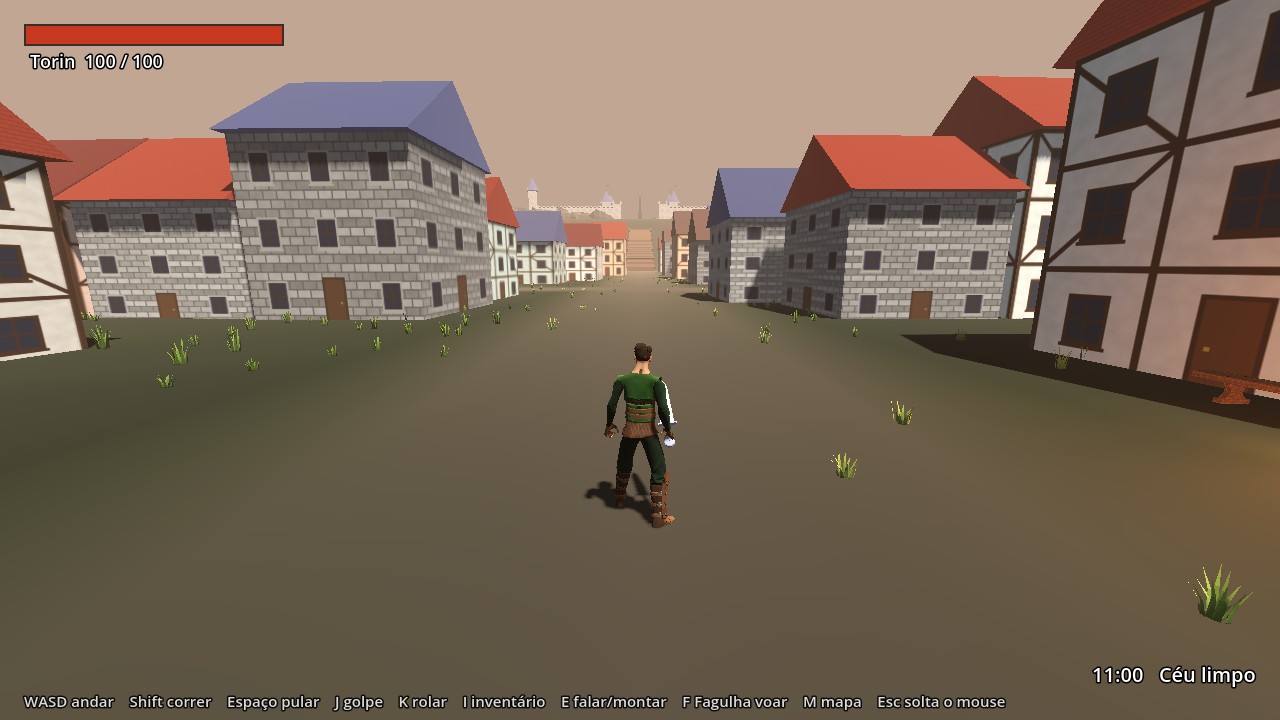 Torin 100 / 100
11:00 Céu limpo
WASD andar Shift correr Espaço pular J golpe K rolar I inventário E falar/montar F Fagulha voar M mapa Esc solta o mouse